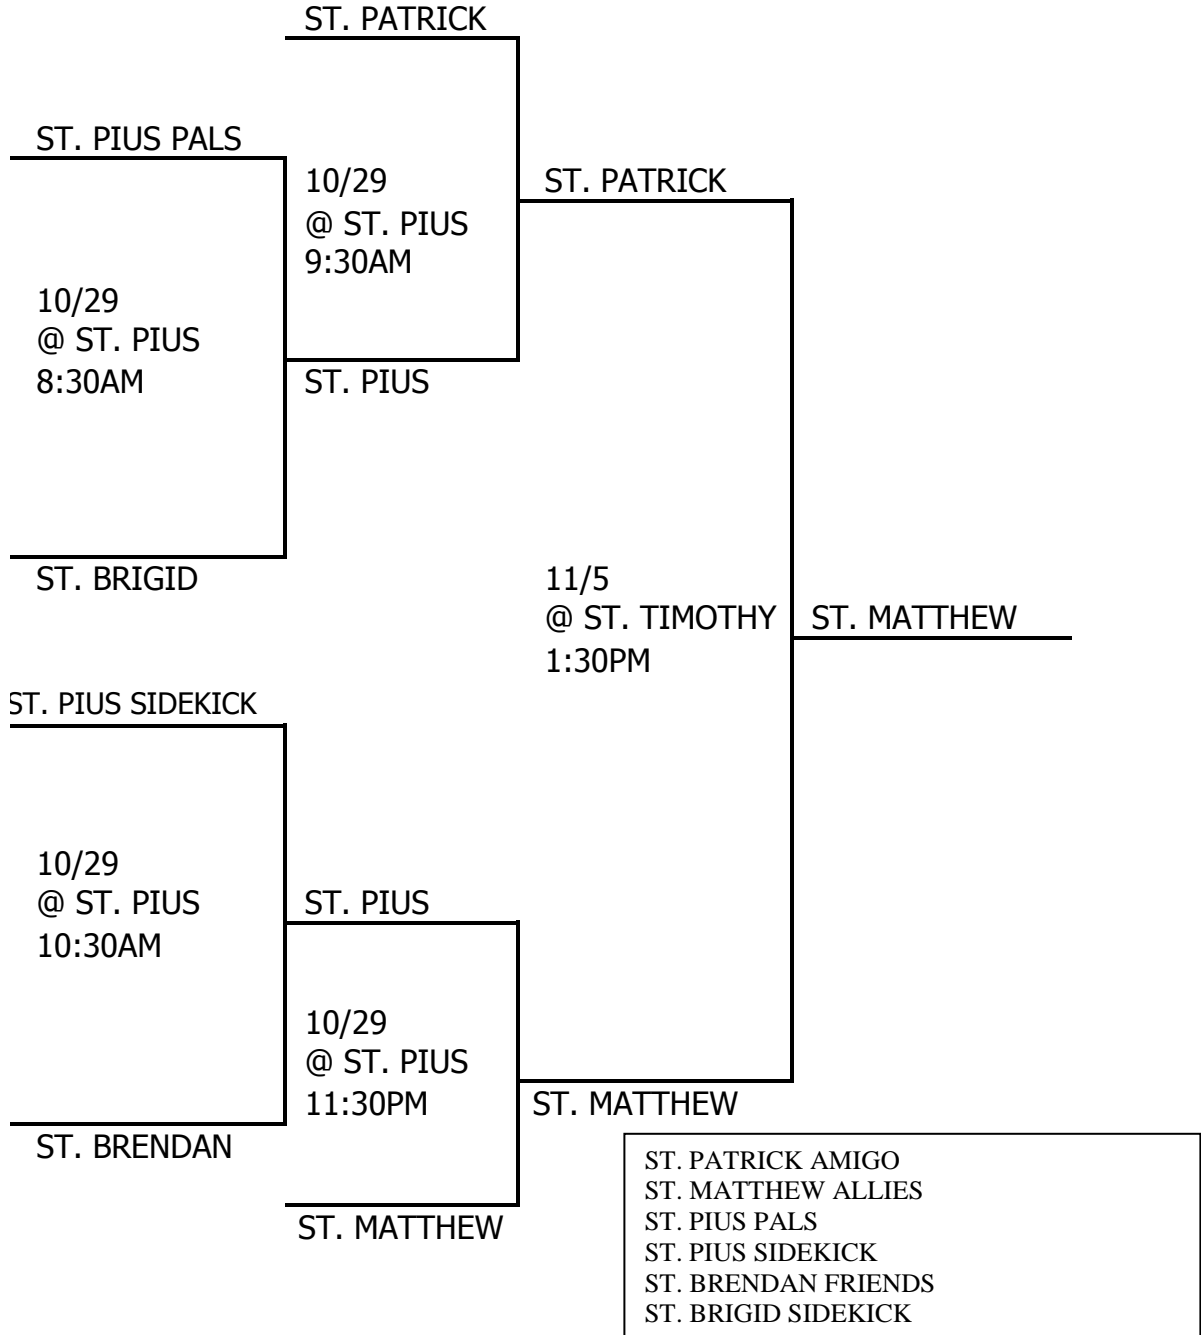 ST. PATRICK
ST. PIUS PALS
10/29
@ ST. PIUS
9:30AM
ST. PATRICK
10/29
@ ST. PIUS
8:30AM
ST. PIUS
ST. BRIGID
11/5
@ ST. TIMOTHY
1:30PM
ST. MATTHEW
ST. PIUS SIDEKICK
10/29
@ ST. PIUS
10:30AM
ST. PIUS
10/29
@ ST. PIUS
11:30PM
ST. MATTHEW
ST. BRENDAN
ST. MATTHEW
ST. PATRICK AMIGO
ST. MATTHEW ALLIES
ST. PIUS PALS
ST. PIUS SIDEKICK
ST. BRENDAN FRIENDS
ST. BRIGID SIDEKICK